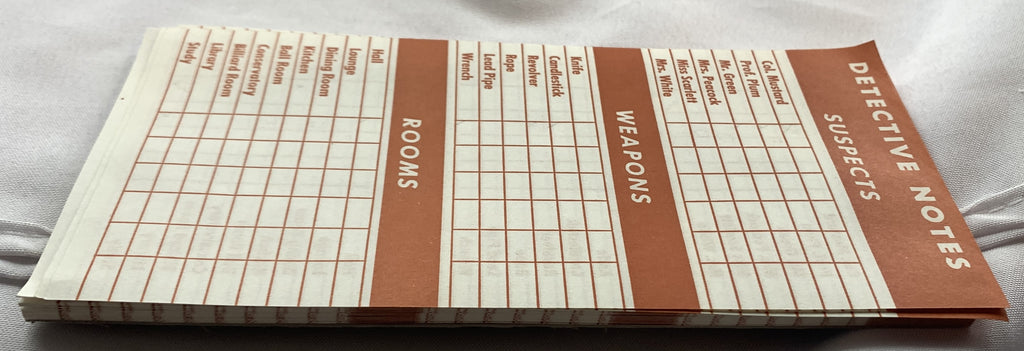 DETECTIVE NOTES
SUSPECTS
Col. Mustard
Prof. Plum
Mr. Green
Mrs. Peacock
Miss Scarlett
Mrs. White
WEAPONS
Knife
Candlestick
Revolver
Rope
Lead Pipe
Wrench
ROOMS
Hall
Lounge
Dining Room
Kitchen
Ball Room
Conservatory
Billiard Room
Library
Study